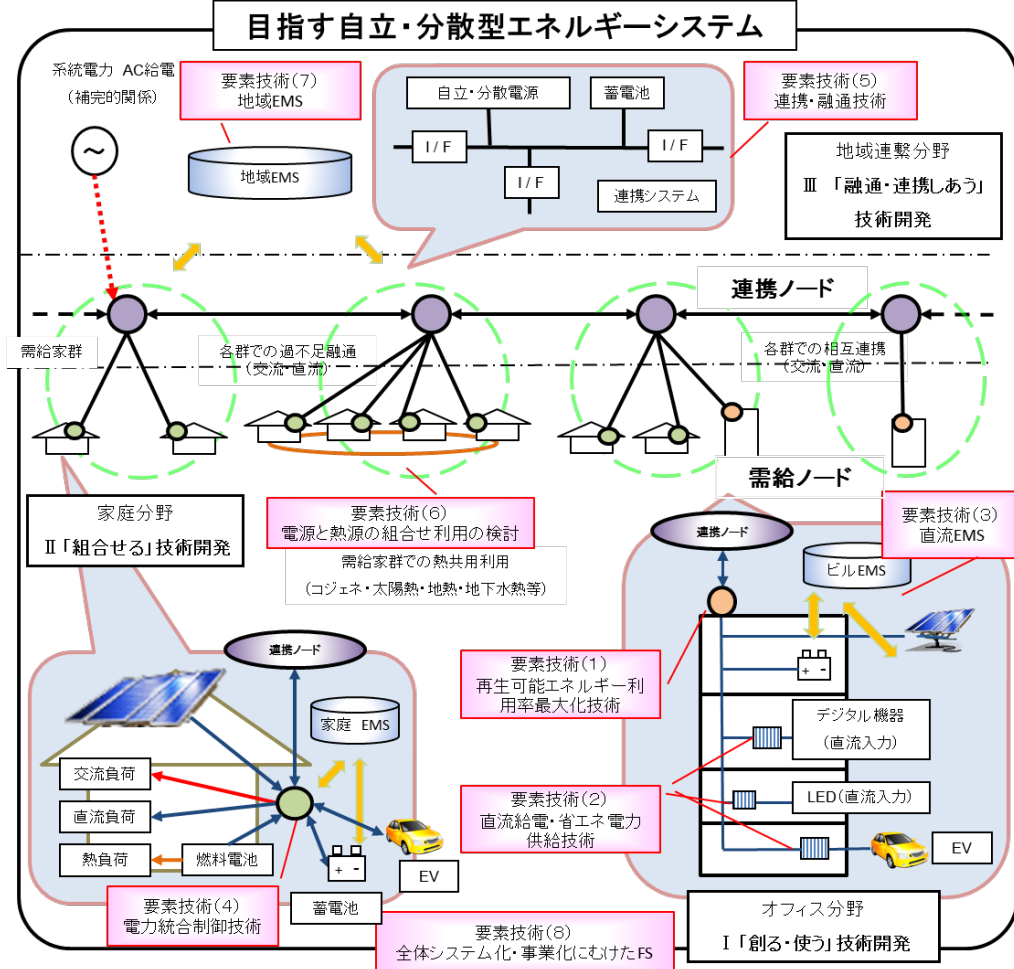 目指す自立・分散型エネルギーシステム
系統電力 AC給電
(補完的関係)
～
要素技術(7)
地域EMS
地域EMS
自立・分散電源
蓄電池
I / F
I / F
I / F
連携システム
要素技術(5)
連携・融通技術
地域連繋分野
Ⅲ 「融通・連携しあう」
技術開発
連携ノード
需給家群
各群での過不足融通
(交流・直流)
各群での相互連携
(交流・直流)
需給ノード
家庭分野
Ⅱ「組合せる」技術開発
要素技術(6)
電源と熱源の組合せ利用の検討
需給家群での熱共用利用
(コジェネ・太陽熱・地熱・地下水熱等)
要素技術(3)
直流EMS
連携ノード
ビルEMS
要素技術(1)
再生可能エネルギー利
用率最大化技術
+ -
デジタル機器
(直流入力)
要素技術(2)
直流給電・省エネ電力
供給技術
LED(直流入力)
EV
連携ノード
家庭 EMS
交流負荷
直流負荷
熱負荷
燃料電池
+ -
EV
蓄電池
要素技術(4)
電力統合制御技術
要素技術(8)
全体システム化・事業化にむけたFS
オフィス分野
Ⅰ「創る・使う」技術開発